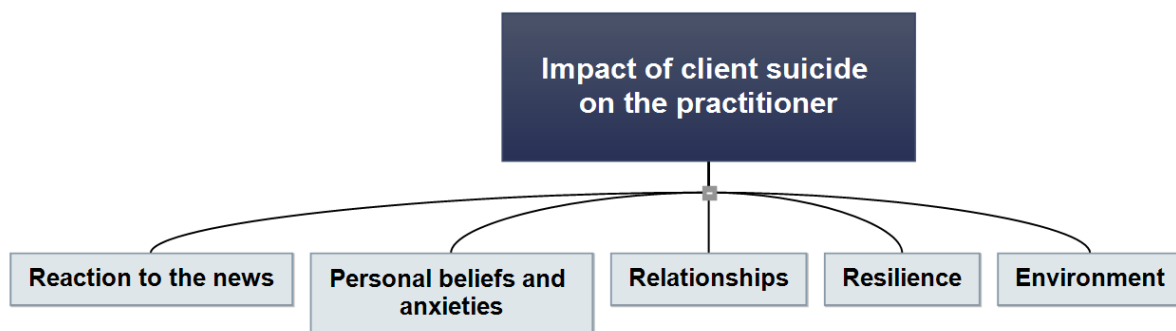 Impact of client suicide
on the practitioner
Reaction to the news
Personal beliefs and
anxieties
Relationships
Resilience
Environment